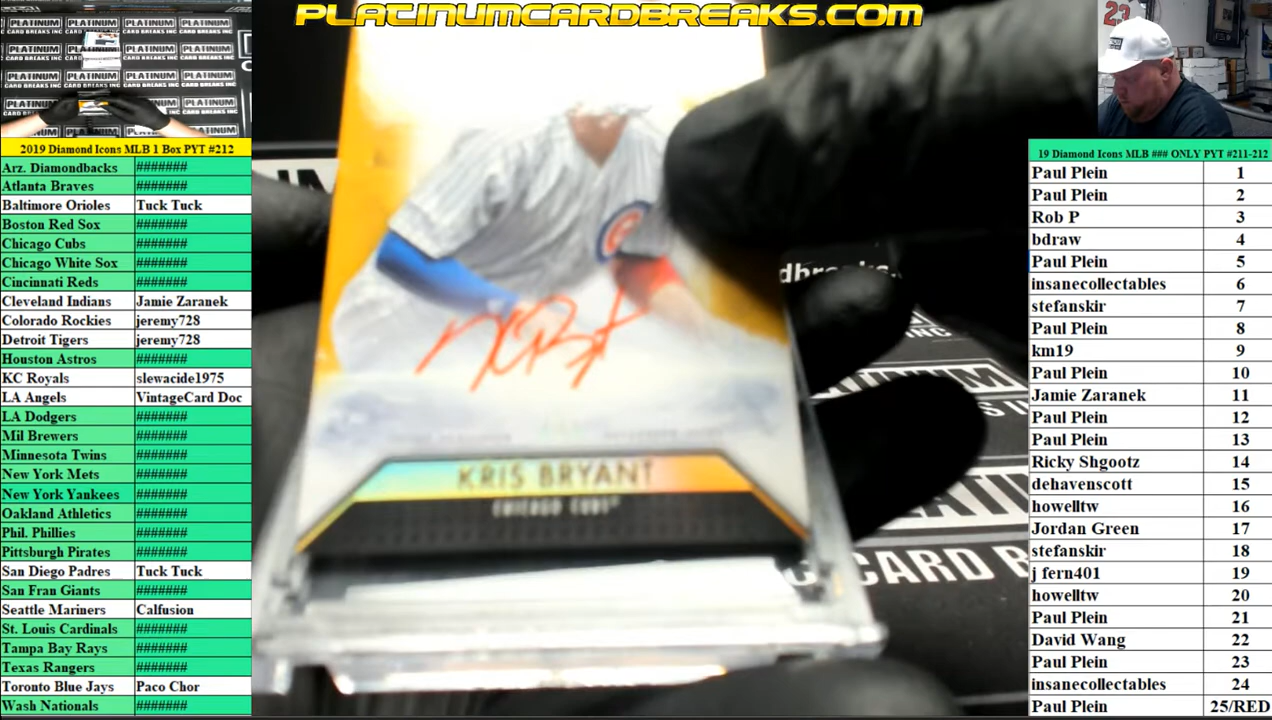 PLATINUMCARDBREAKS.COM
2019 Diamond Icons MLB 1 Box PYT #212
Arz. Diamondbacks #######
Atlanta Braves #######
Baltimore Orioles Tuck Tuck
Boston Red Sox #######
Chicago Cubs #######
Chicago White Sox #######
Cincinnati Reds #######
Cleveland Indians Jamie Zaranek
Colorado Rockies jeremy728
Detroit Tigers jeremy728
Houston Astros #######
KC Royals slewacide1975
LA Angels VintageCard Doc
LA Dodgers #######
Mil Brewers #######
Minnesota Twins #######
New York Mets #######
New York Yankees #######
Oakland Athletics #######
Phil. Phillies #######
Pittsburgh Pirates #######
San Diego Padres Tuck Tuck
San Fran Giants #######
Seattle Mariners Calfusion
St. Louis Cardinals #######
Tampa Bay Rays #######
Texas Rangers #######
Toronto Blue Jays Paco Chor
Wash Nationals #######
KRIS BRYANT
CHICAGO CUBS
CARD
19 Diamond Icons MLB ### ONLY PYT #211-212
Paul Plein 1
Paul Plein 2
Rob P 3
bdraw 4
Paul Plein 5
insanecollectables 6
stefanskir 7
Paul Plein 8
km19 9
Paul Plein 10
Jamie Zaranek 11
Paul Plein 12
Paul Plein 13
Ricky Shgootz 14
dehavenscott 15
howelltw 16
Jordan Green 17
stefanskir 18
j fern401 19
howelltw 20
Paul Plein 21
David Wang 22
Paul Plein 23
insanecollectables 24
Paul Plein 25/RED